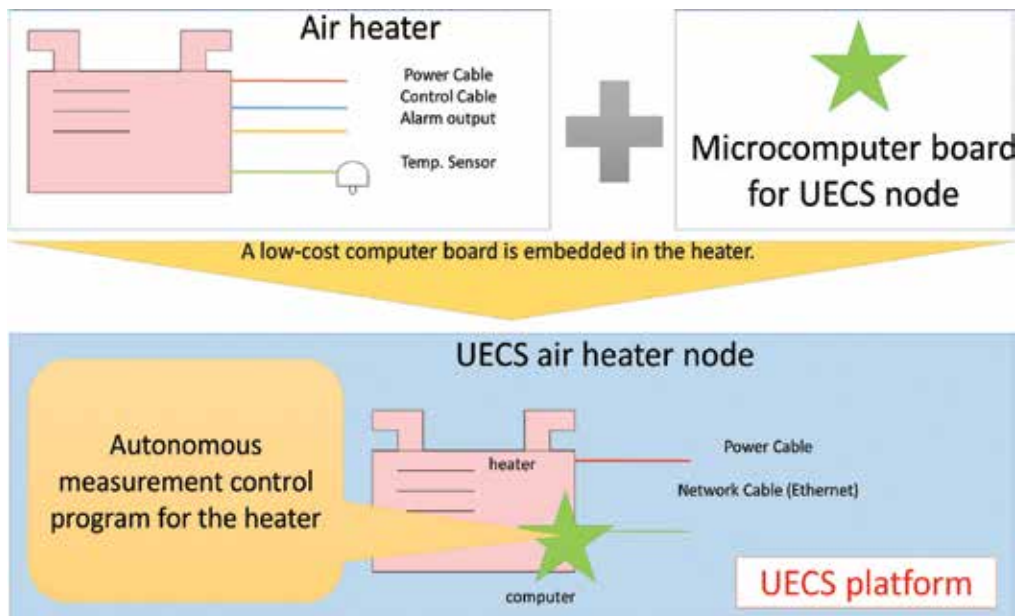 Air heater
Power Cable
Control Cable
Alarm output
Temp. Sensor
Microcomputer board
for UECS node
A low-cost computer board is embedded in the heater.
UECS air heater node
Autonomous
measurement control
program for the heater
heater
Power Cable
Network Cable (Ethernet)
computer
UECS platform